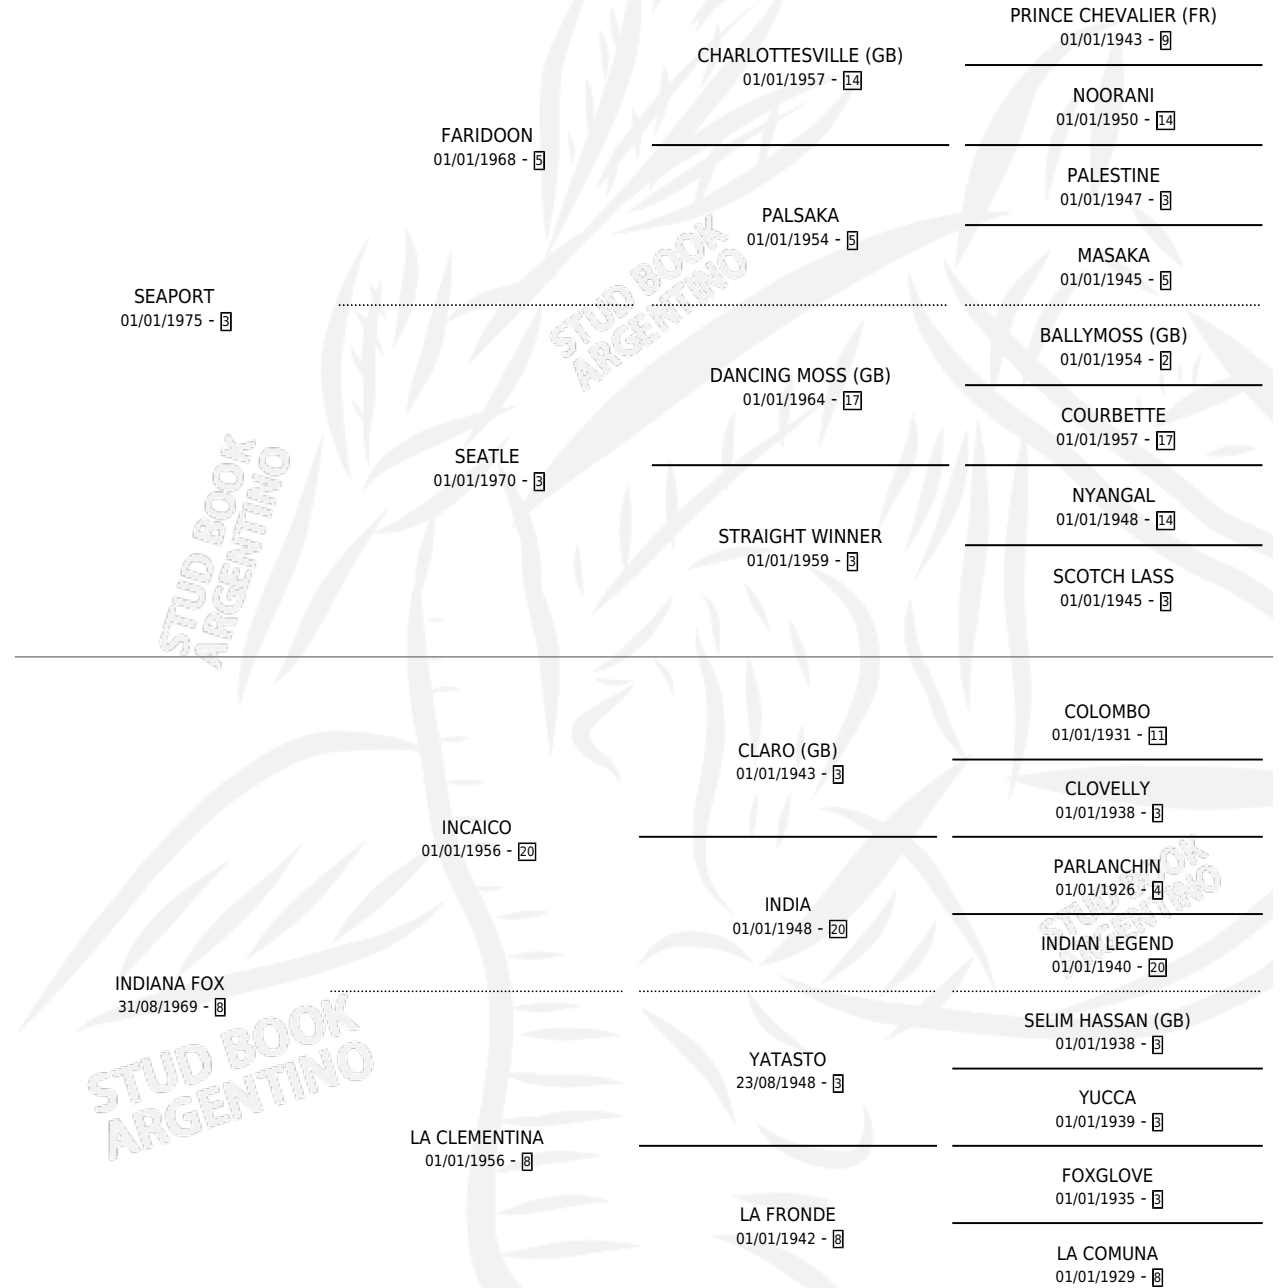 PRINCE CHEVALIER (FR)
01/01/1943 - 9
CHARLOTTESVILLE (GB)
01/01/1957 - 14
NOORANI
01/01/1950 - 14
FARIDOON
01/01/1968 - 5
PALESTINE
01/01/1947 - 3
PALSAKA
01/01/1954 - 5
MASAKA
01/01/1945 - 5
SEAPORT
01/01/1975 - 3
STUD BOOK
ARGENTINO
BALLYMOSS (GB)
01/01/1954 - 2
DANCING MOSS (GB)
01/01/1964 - 17
COURBETTE
01/01/1957 - 17
SEATLE
01/01/1970 - 3
NYANGAL
01/01/1948 - 14
STRAIGHT WINNER
01/01/1959 - 3
SCOTCH LASS
01/01/1945 - 3
STUD BOOK
ARGENTINO
COLOMBO
01/01/1931 - 11
CLARO (GB)
01/01/1943 - 3
CLOVELLY
01/01/1938 - 3
INCAICO
01/01/1956 - 20
PARLANCHIN
01/01/1926 - 4
INDIA
01/01/1948 - 20
INDIAN LEGEND
01/01/1940 - 20
STUD BOOK
ARGENTINO
INDIANA FOX
31/08/1969 - 8
SELIM HASSAN (GB)
01/01/1938 - 3
YATASTO
23/08/1948 - 3
YUCCA
01/01/1939 - 3
STUD BOOK
ARGENTINO
LA CLEMENTINA
01/01/1956 - 8
FOXGLOVE
01/01/1935 - 3
LA FRONDE
01/01/1942 - 8
LA COMUNA
01/01/1929 - 8